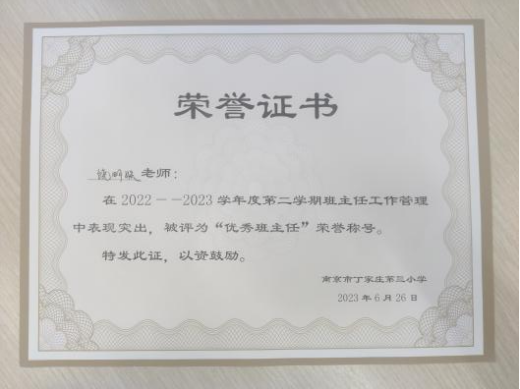 荣誉证书
老师：
在 2022－－2023 学年度第二学期班主任工作管理
中表现突出，被评为“优秀班主任”荣誉称号。
特发此证，以资鼓励。
南京市丁家庄第三小学
2023 年 6 月 26 日